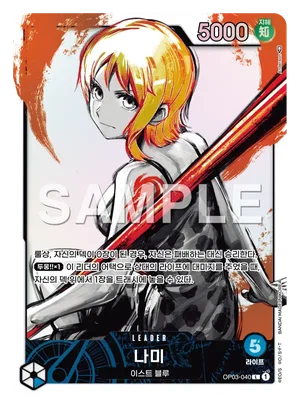 5000
지혜
知
SAMPLE
룰상, 자신의 덱이 0장이 된 경우, 자신은 패배하는 대신 승리한다.
두웅!!×1 이 리더의 어택으로 상대의 라이프에 대미지를 주었을 때,
자신의 덱 위에서 1장을 트래시에 놓을 수 있다.
LEADER
나미
이스트 블루
5
라이프
OP03-040 L 1